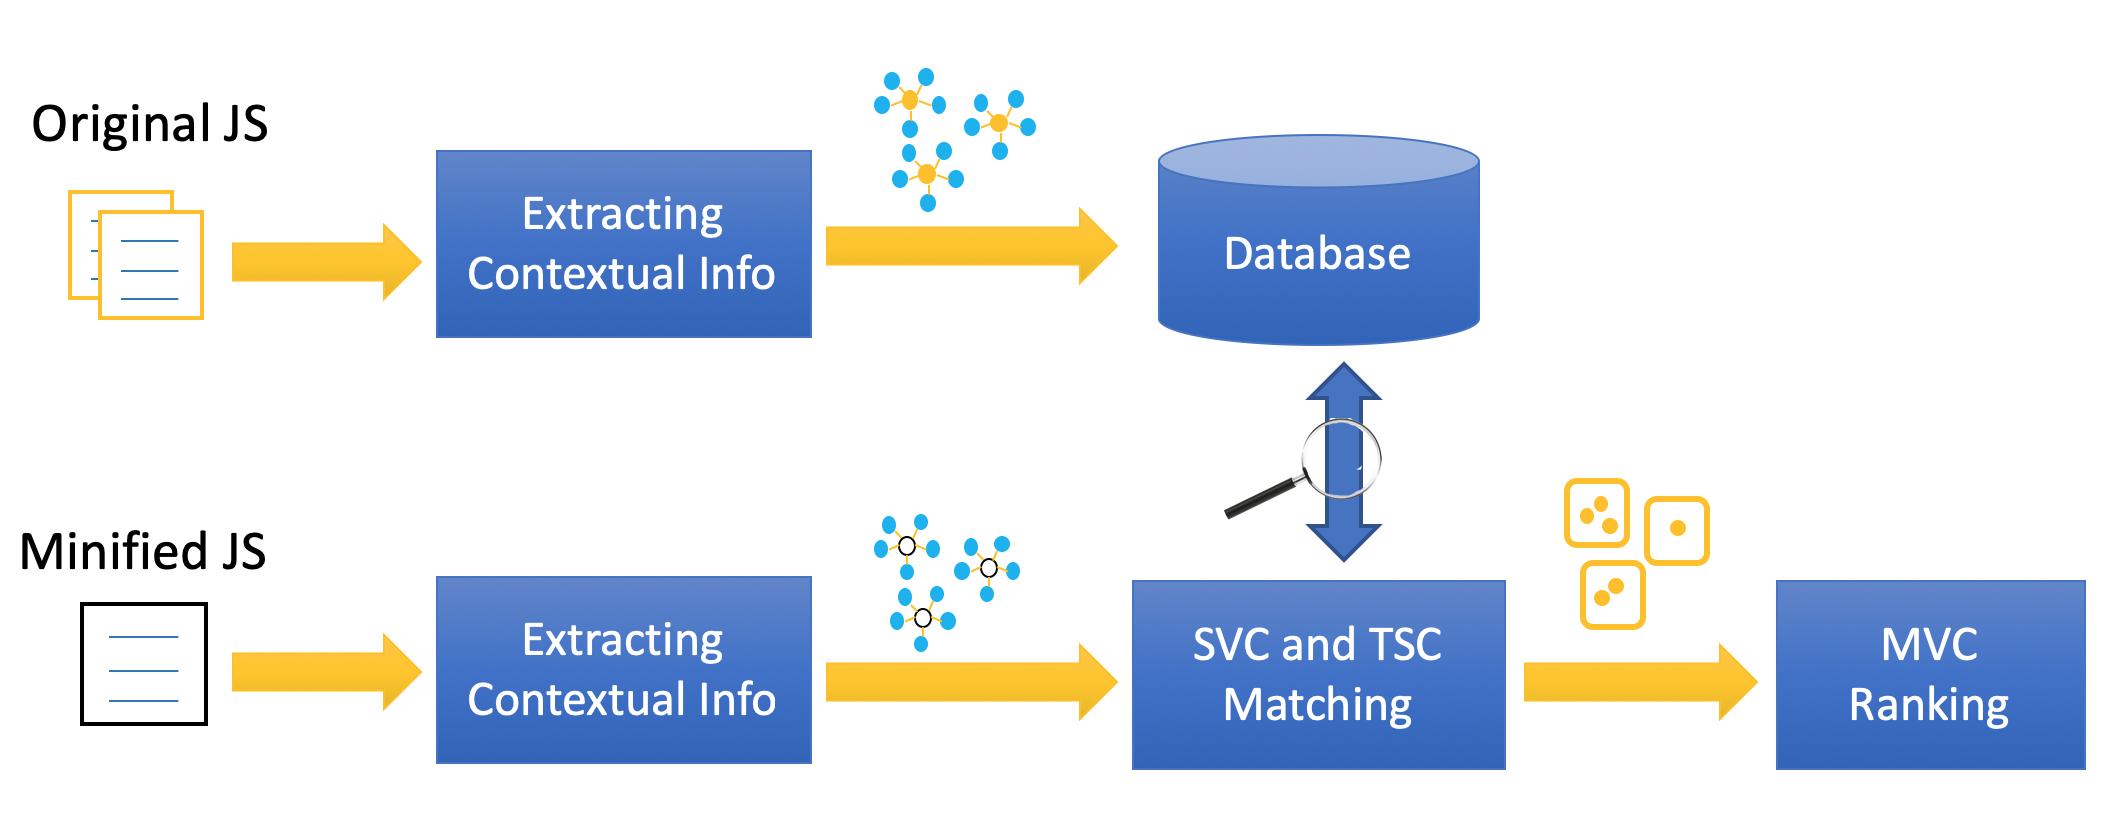 Original JS
Extracting
Contextual Info
Database
Minified JS
Extracting
Contextual Info
SVC and TSC
Matching
MVC
Ranking